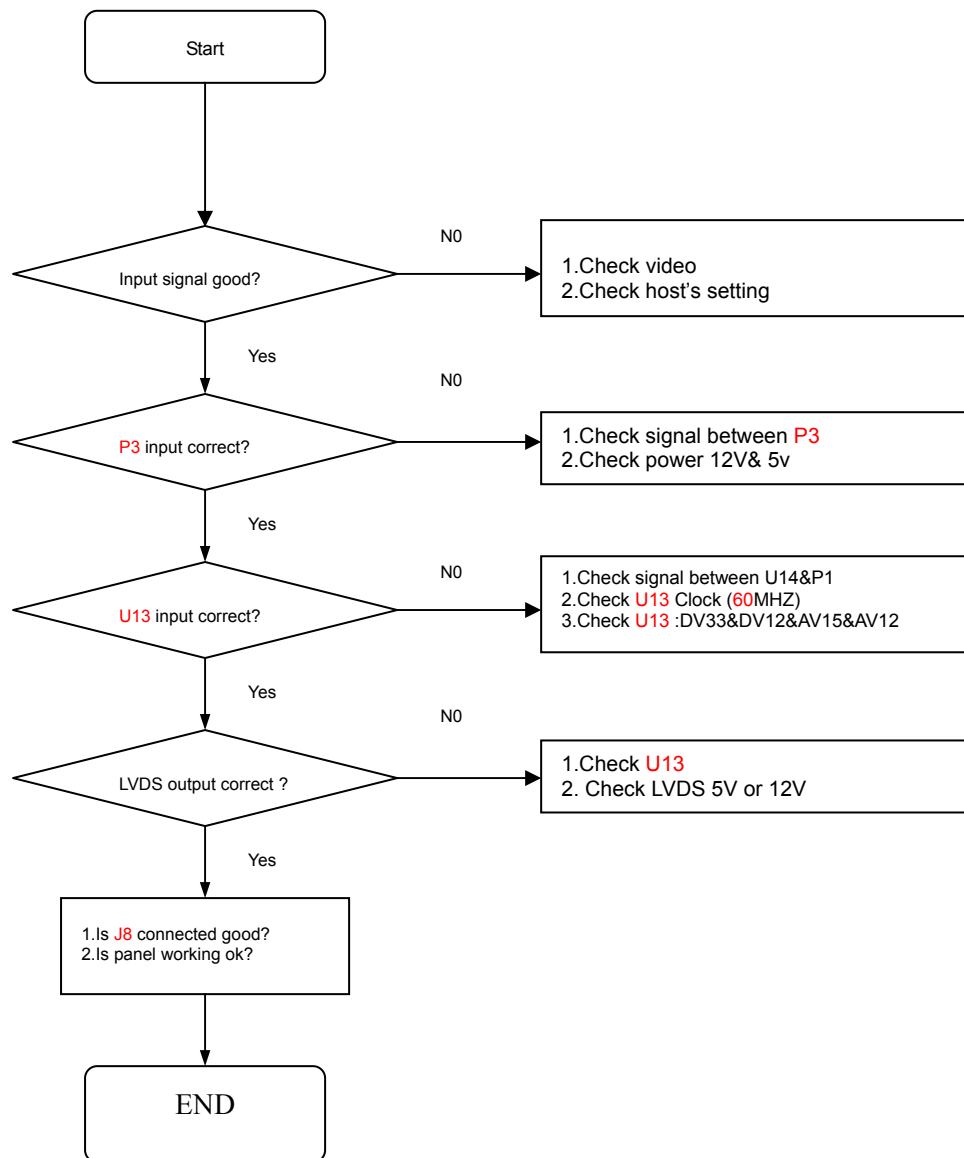 Start
N0
Input signal good?
1.Check video
2.Check host's setting
Yes
N0
P3 input correct?
1.Check signal between P3
2.Check power 12V& 5v
Yes
N0
U13 input correct?
1.Check signal between U14&P1
2.Check U13 Clock (60MHZ)
3.Check U13 :DV33&DV12&AV15&AV12
Yes
N0
LVDS output correct ?
1.Check U13
2. Check LVDS 5V or 12V
Yes
1.Is J8 connected good?
2.Is panel working ok?
END